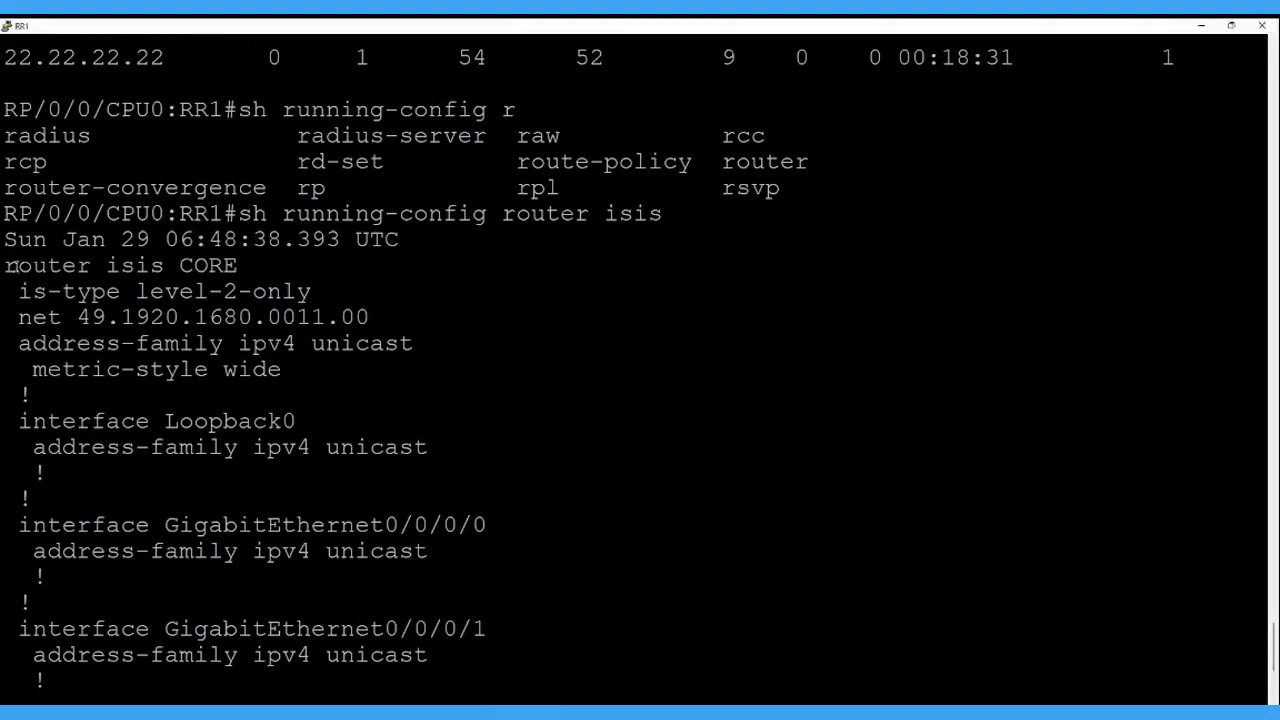 RR1
22.22.22.22 0 1 54 52 9 0 0 00:18:31 1
RP/0/0/CPU0:RR1#sh running-config r
radius radius-server raw rcc
rcp rd-set route-policy router
router-convergence rp rpl rsvp
RP/0/0/CPU0:RR1#sh running-config router isis
Sun Jan 29 06:48:38.393 UTC
router isis CORE
is-type level-2-only
net 49.1920.1680.0011.00
address-family ipv4 unicast
metric-style wide
!
interface Loopback0
address-family ipv4 unicast
!
!
interface GigabitEthernet0/0/0/0
address-family ipv4 unicast
!
!
interface GigabitEthernet0/0/0/1
address-family ipv4 unicast
!